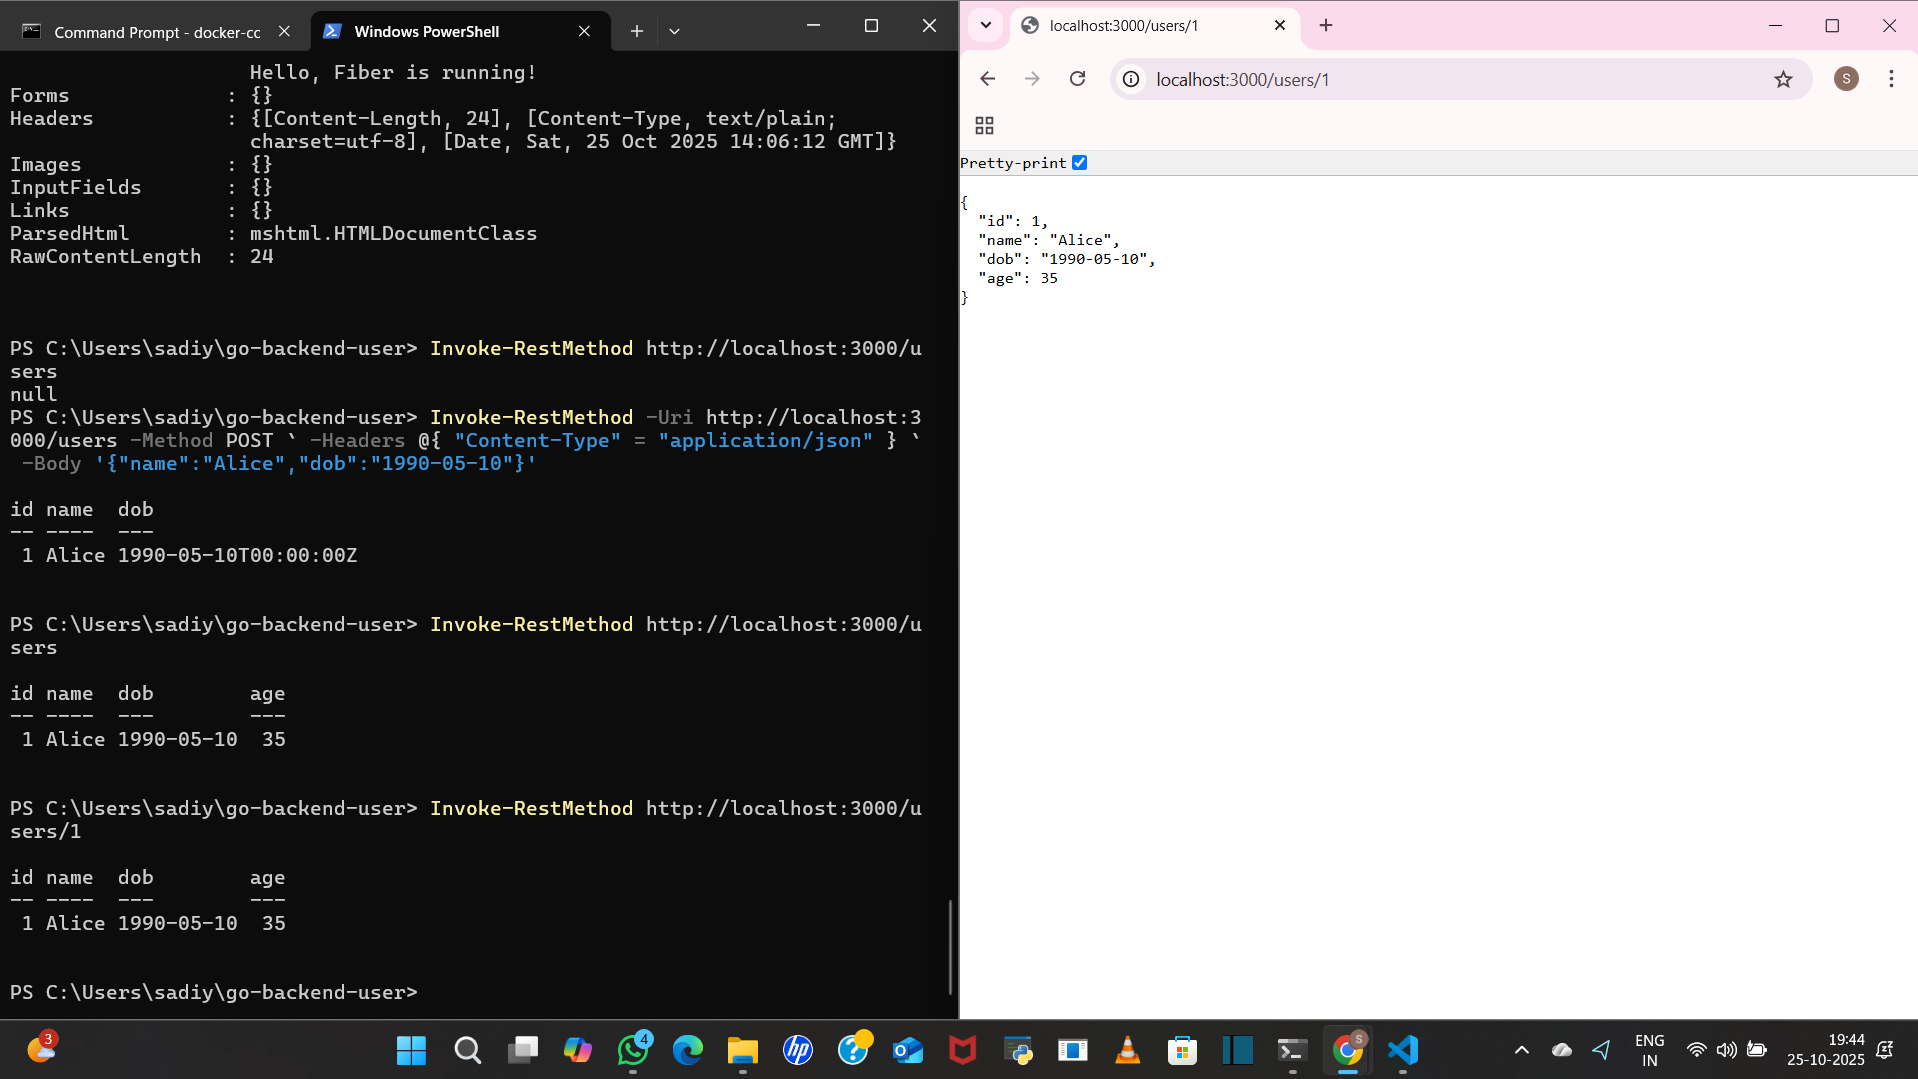 Command Prompt - docker-cc
Windows PowerShell
Hello, Fiber is running!
Forms : {}
Headers : {[Content-Length, 24], [Content-Type, text/plain;
charset=utf-8], [Date, Sat, 25 Oct 2025 14:06:12 GMT]}
Images : {}
InputFields : {}
Links : {}
ParsedHtml : mshtml.HTMLDocumentClass
RawContentLength : 24
PS C:\Users\sadiy\go-backend-user> Invoke-RestMethod http://localhost:3000/u
sers
null
PS C:\Users\sadiy\go-backend-user> Invoke-RestMethod -Uri http://localhost:3
000/users -Method POST ` -Headers @{ "Content-Type" = "application/json" } `
-Body '{"name":"Alice","dob":"1990-05-10"}'
id name dob
-- ---- ---
1 Alice 1990-05-10T00:00:00Z
PS C:\Users\sadiy\go-backend-user> Invoke-RestMethod http://localhost:3000/u
sers
id name dob age
-- ---- --- ---
1 Alice 1990-05-10 35
PS C:\Users\sadiy\go-backend-user> Invoke-RestMethod http://localhost:3000/u
sers/1
id name dob age
-- ---- --- ---
1 Alice 1990-05-10 35
PS C:\Users\sadiy\go-backend-user>
localhost:3000/users/1
localhost:3000/users/1
S
Pretty-print
{
"id": 1,
"name": "Alice",
"dob": "1990-05-10",
"age": 35
}
3
4
hp
?
S
ENG
IN
19:44
25-10-2025